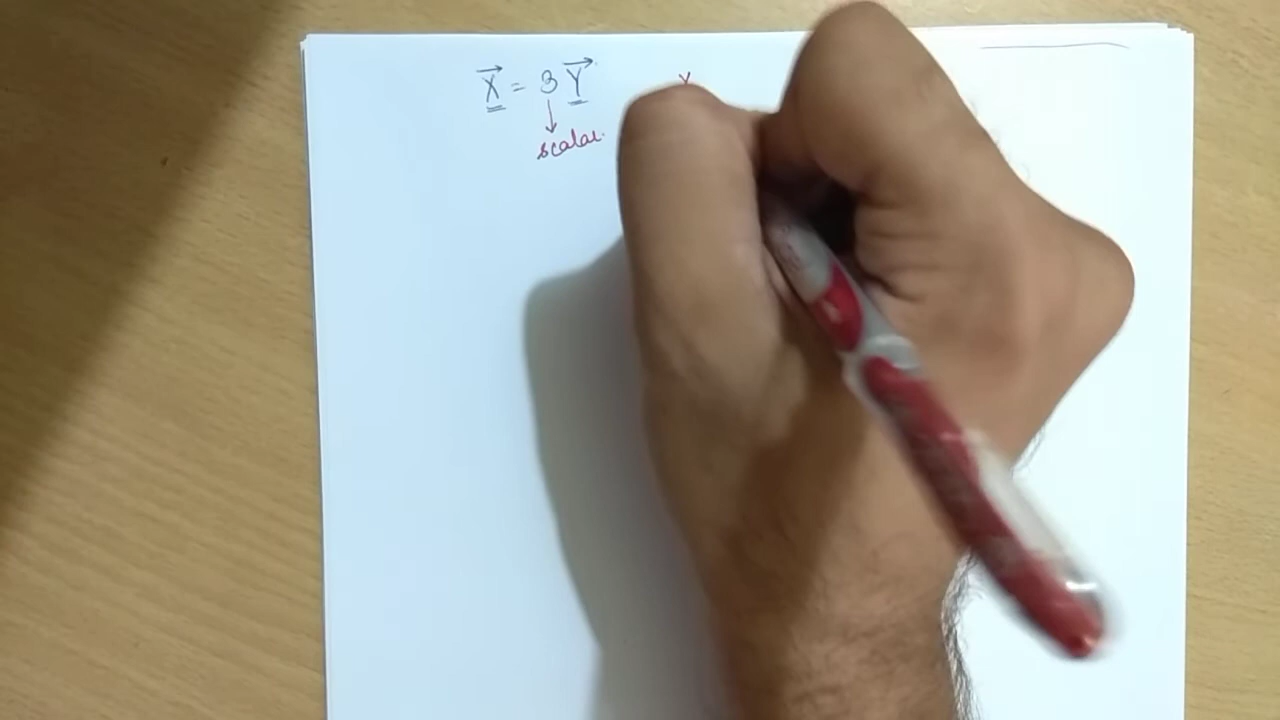 X⃗ = 3 Y⃗
scalar